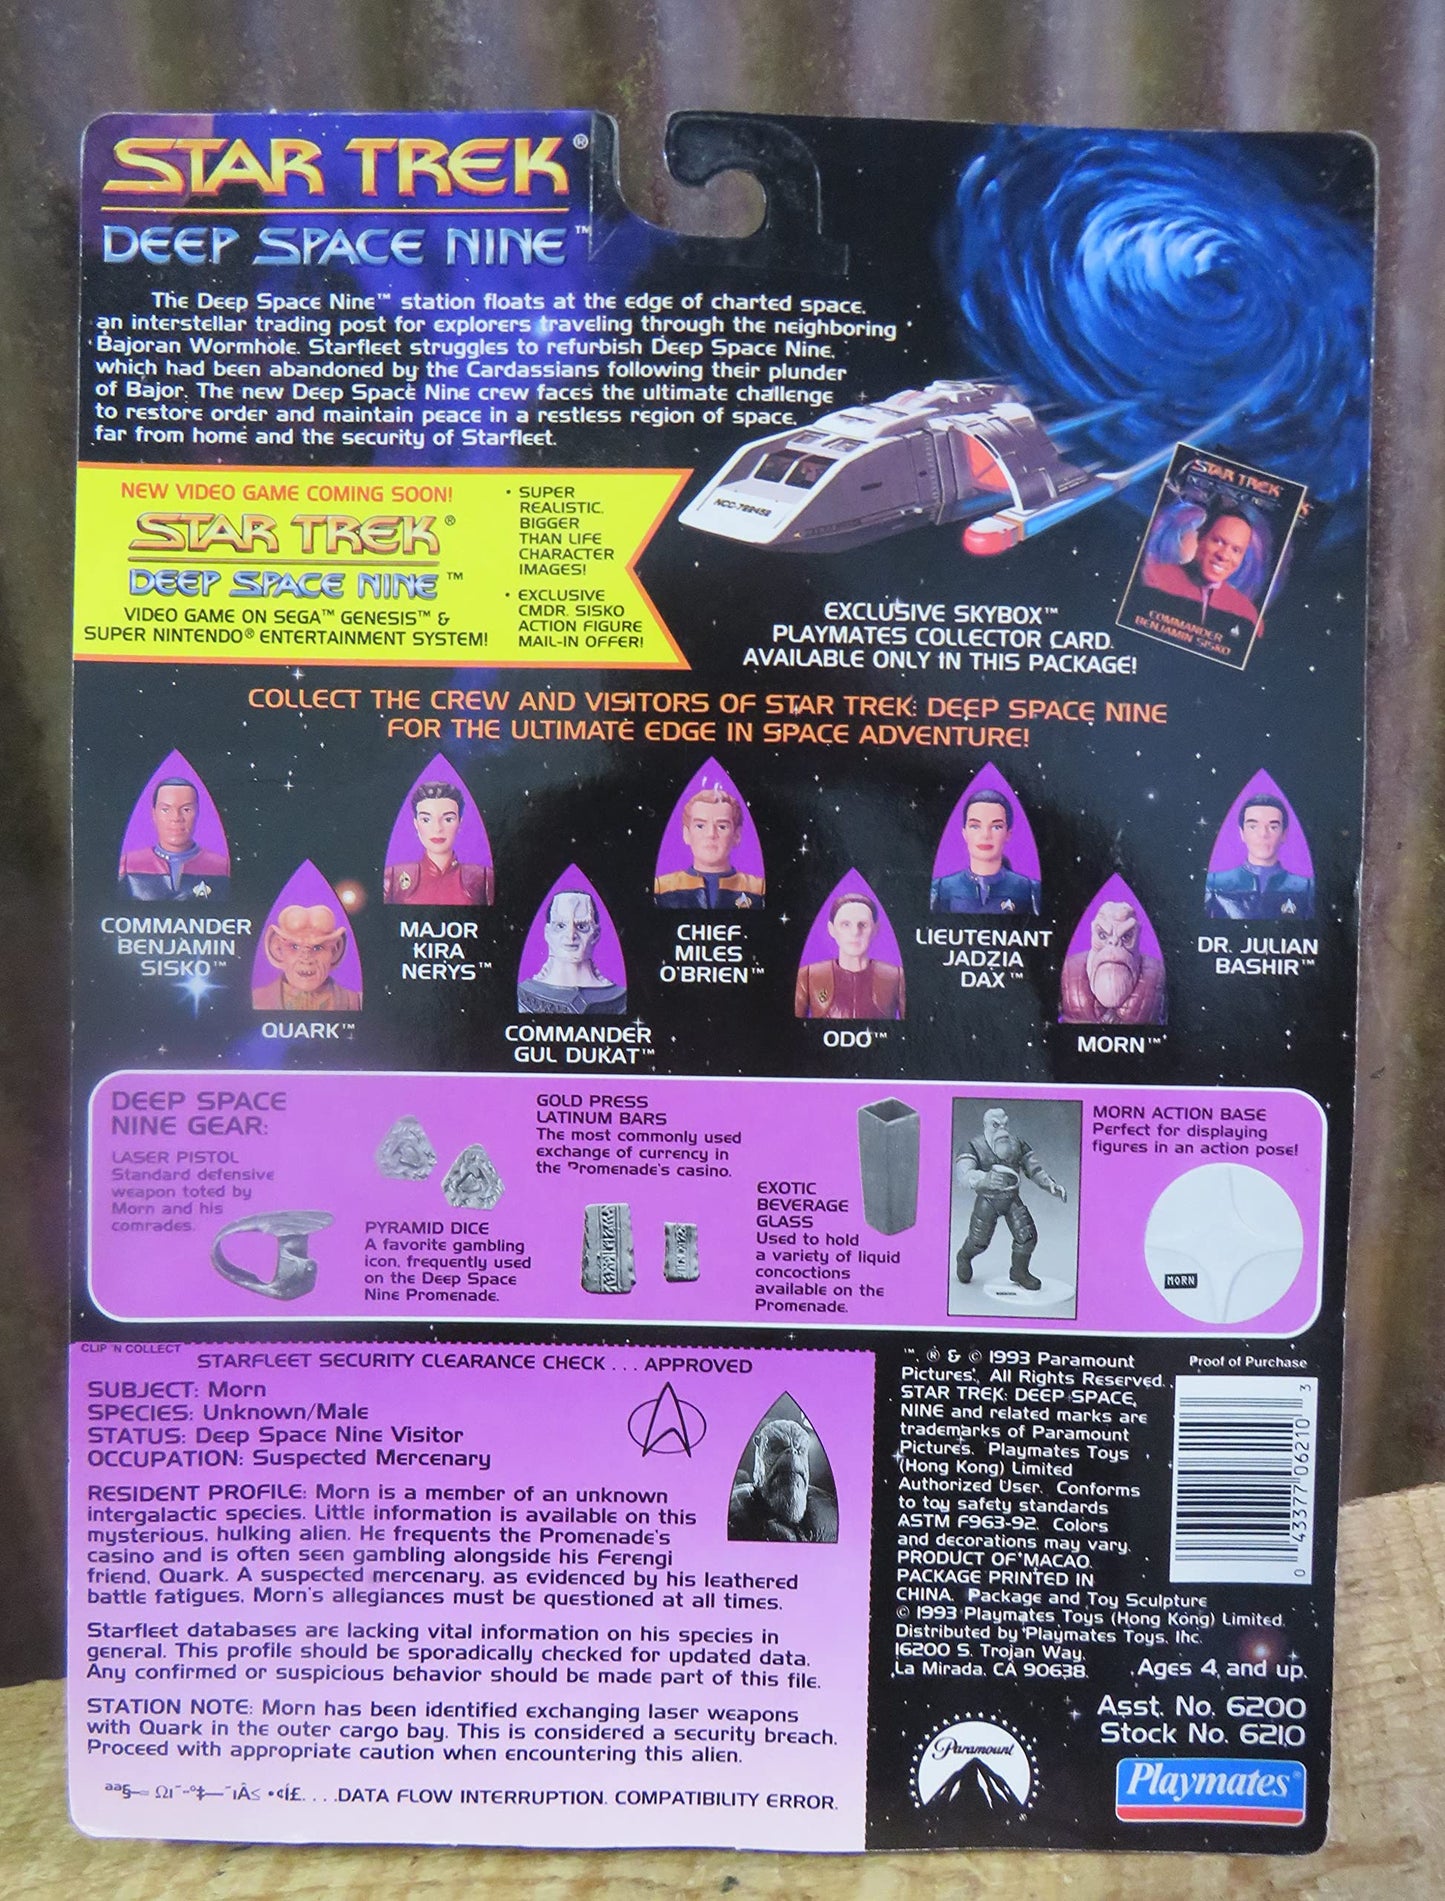 STAR TREK®
DEEP SPACE NINE™
The Deep Space Nine™ station floats at the edge of charted space,
an interstellar trading post for explorers traveling through the neighboring
Bajoran Wormhole. Starfleet struggles to refurbish Deep Space Nine,
which had been abandoned by the Cardassians following their plunder
of Bajor. The new Deep Space Nine crew faces the ultimate challenge
to restore order and maintain peace in a restless region of space,
far from home and the security of Starfleet.
NEW VIDEO GAME COMING SOON!
STAR TREK®
DEEP SPACE NINE™
VIDEO GAME ON SEGA™ GENESIS™ &
SUPER NINTENDO® ENTERTAINMENT SYSTEM!
• SUPER
REALISTIC,
BIGGER
THAN LIFE
CHARACTER
IMAGES!
• EXCLUSIVE
CMDR. SISKO
ACTION FIGURE
MAIL-IN OFFER!
STAR TREK
COMMANDER
BENJAMIN SISKO
EXCLUSIVE SKYBOX™
PLAYMATES COLLECTOR CARD.
AVAILABLE ONLY IN THIS PACKAGE!
COLLECT THE CREW AND VISITORS OF STAR TREK: DEEP SPACE NINE
FOR THE ULTIMATE EDGE IN SPACE ADVENTURE!
COMMANDER
BENJAMIN
SISKO™
QUARK™
MAJOR
KIRA
NERYS™
COMMANDER
GUL DUKAT™
CHIEF
MILES
O'BRIEN™
ODO™
LIEUTENANT
JADZIA
DAX™
MORN™
DR. JULIAN
BASHIR™
DEEP SPACE
NINE GEAR:
LASER PISTOL
Standard defensive
weapon toted by
Morn and his
comrades.
PYRAMID DICE
A favorite gambling
icon, frequently used
on the Deep Space
Nine Promenade.
GOLD PRESS
LATINUM BARS
The most commonly used
exchange of currency in
the Promenade's casino.
EXOTIC
BEVERAGE
GLASS
Used to hold
a variety of liquid
concoctions
available on the
Promenade.
MORN ACTION BASE
Perfect for displaying
figures in an action pose!
MORN
CLIP 'N COLLECT
STARFLEET SECURITY CLEARANCE CHECK . . . APPROVED
SUBJECT: Morn
SPECIES: Unknown/Male
STATUS: Deep Space Nine Visitor
OCCUPATION: Suspected Mercenary
RESIDENT PROFILE: Morn is a member of an unknown
intergalactic species. Little information is available on this
mysterious, hulking alien. He frequents the Promenade's
casino and is often seen gambling alongside his Ferengi
friend, Quark. A suspected mercenary, as evidenced by his leathered
battle fatigues, Morn's allegiances must be questioned at all times.
Starfleet databases are lacking vital information on his species in
general. This profile should be sporadically checked for updated data.
Any confirmed or suspicious behavior should be made part of this file.
STATION NOTE: Morn has been identified exchanging laser weapons
with Quark in the outer cargo bay. This is considered a security breach.
Proceed with appropriate caution when encountering this alien.
. . . .DATA FLOW INTERRUPTION. COMPATIBILITY ERROR.
™, ® & © 1993 Paramount
Pictures. All Rights Reserved.
STAR TREK: DEEP SPACE
NINE and related marks are
trademarks of Paramount
Pictures. Playmates Toys
(Hong Kong) Limited
Authorized User. Conforms
to toy safety standards
ASTM F963-92. Colors
and decorations may vary.
PRODUCT OF MACAO.
PACKAGE PRINTED IN
CHINA. Package and Toy Sculpture
© 1993 Playmates Toys (Hong Kong) Limited.
Distributed by Playmates Toys. Inc.
16200 S. Trojan Way,
La Mirada, CA 90638.
Ages 4 and up.
Proof of Purchase
0 43377 06210 3
Asst. No. 6200
Stock No. 6210
Paramount
Playmates®